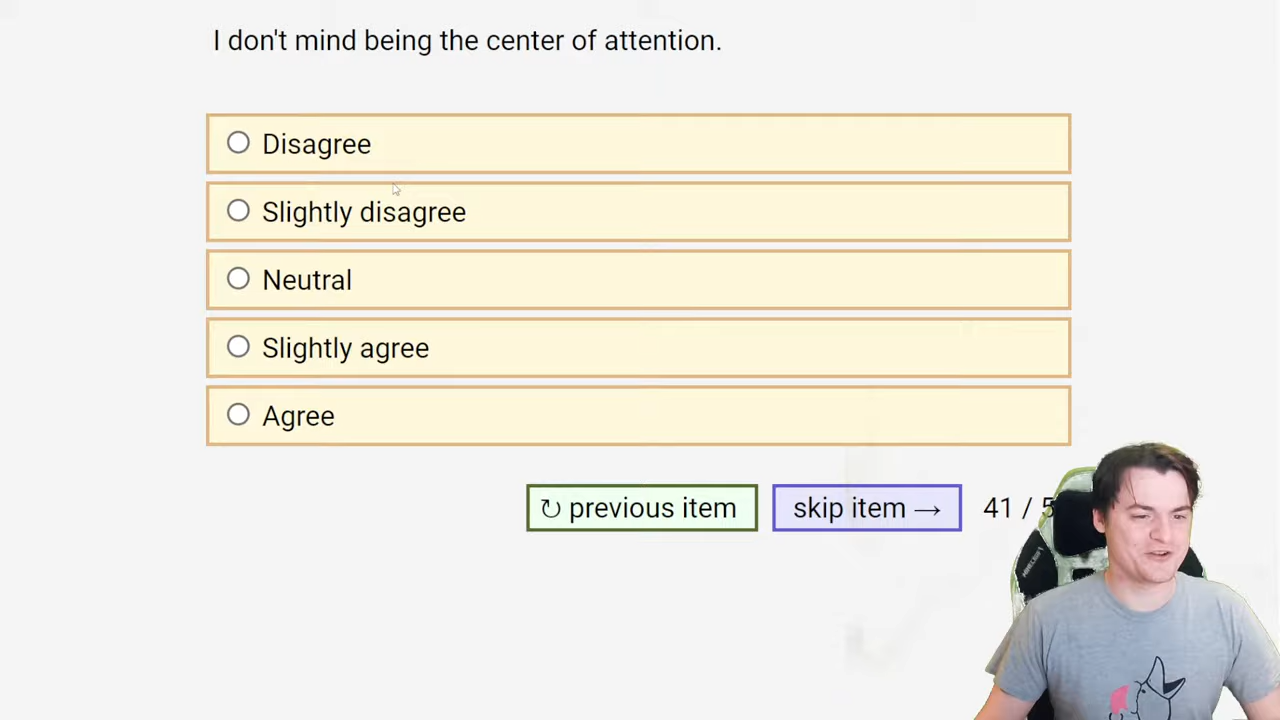 I don't mind being the center of attention.
Disagree
Slightly disagree
Neutral
Slightly agree
Agree
↻ previous item
skip item →
41 / 5